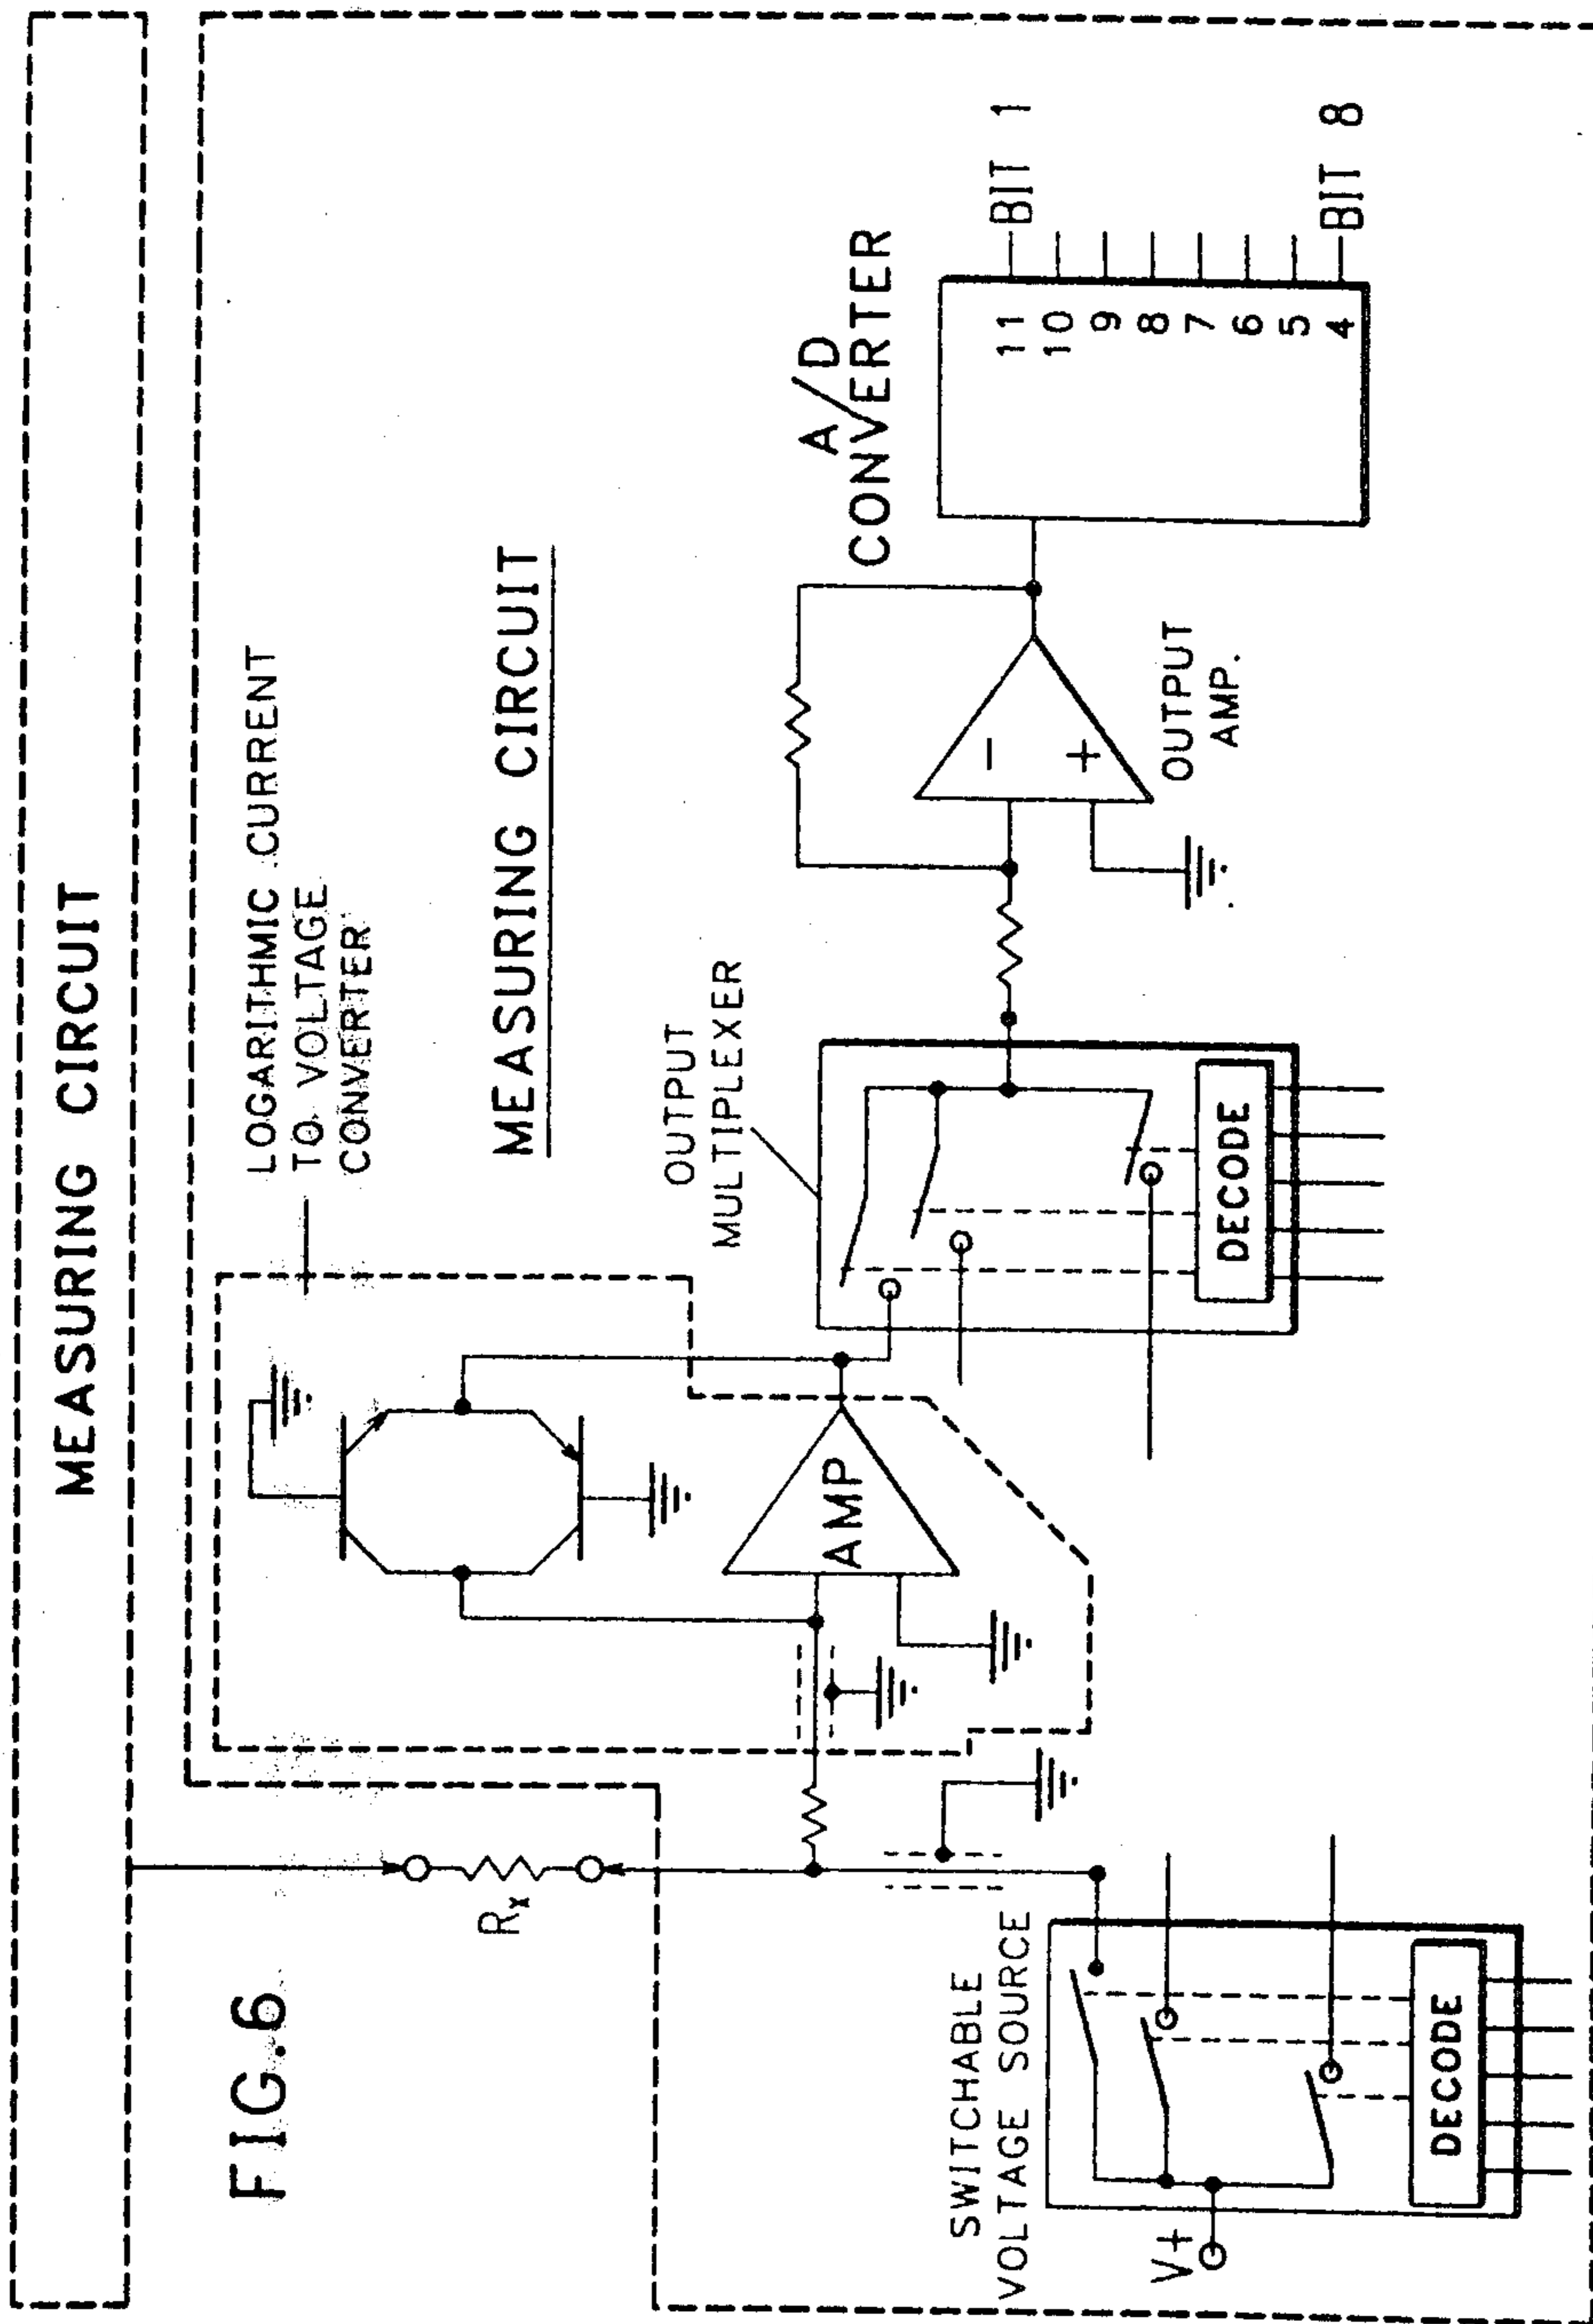 MEASURING CIRCUIT
FIG.6
Rx
LOGARITHMIC CURRENT
TO VOLTAGE
CONVERTER
MEASURING CIRCUIT
AMP
OUTPUT
MULTIPLEXER
DECODE
−
+
OUTPUT
AMP.
A/D
CONVERTER
11
10
9
8
7
6
5
4
BIT 1
BIT 8
SWITCHABLE
VOLTAGE SOURCE
V+
DECODE